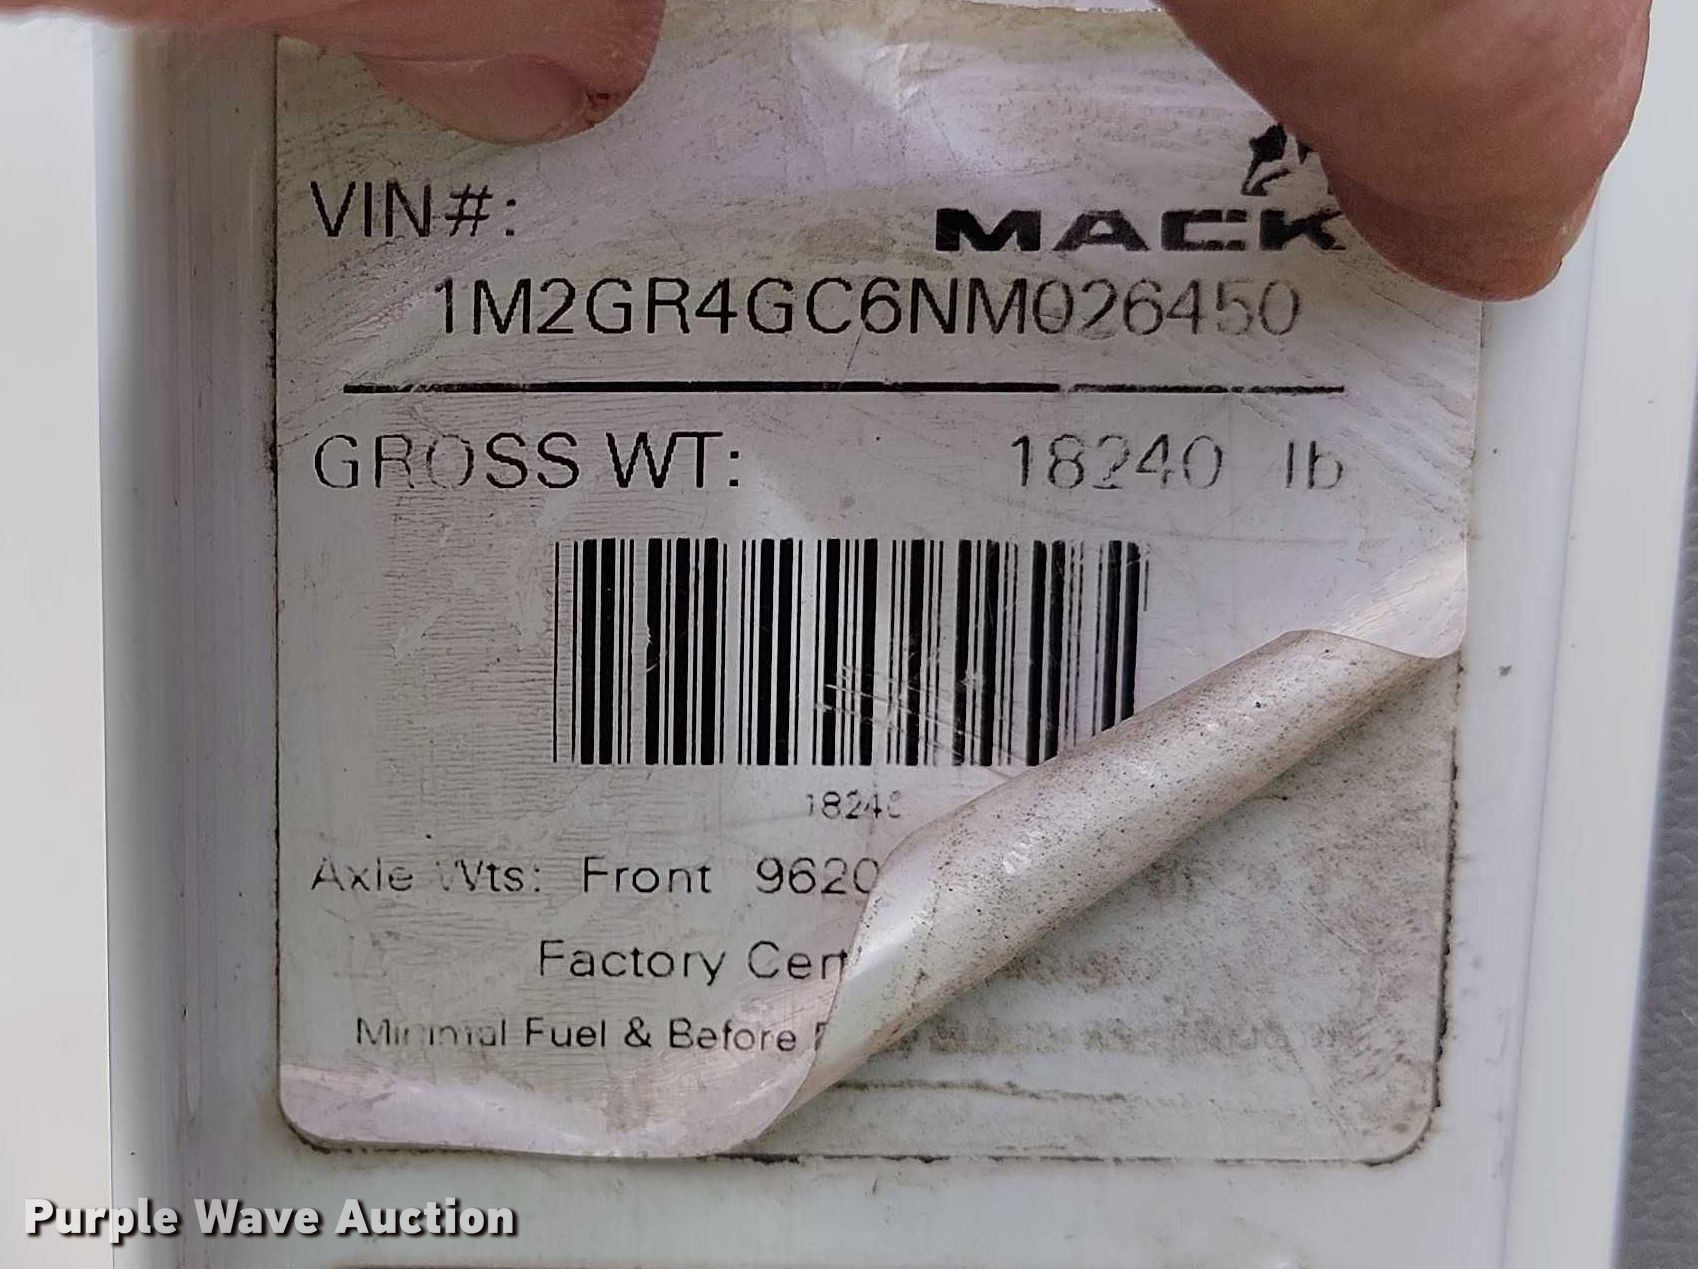 VIN#:
MACK
1M2GR4GC6NM026450
GROSS WT: 18240 lb
18240
Axle Wts: Front 9620
Factory
Minimal Fuel & Before
Purple Wave Auction